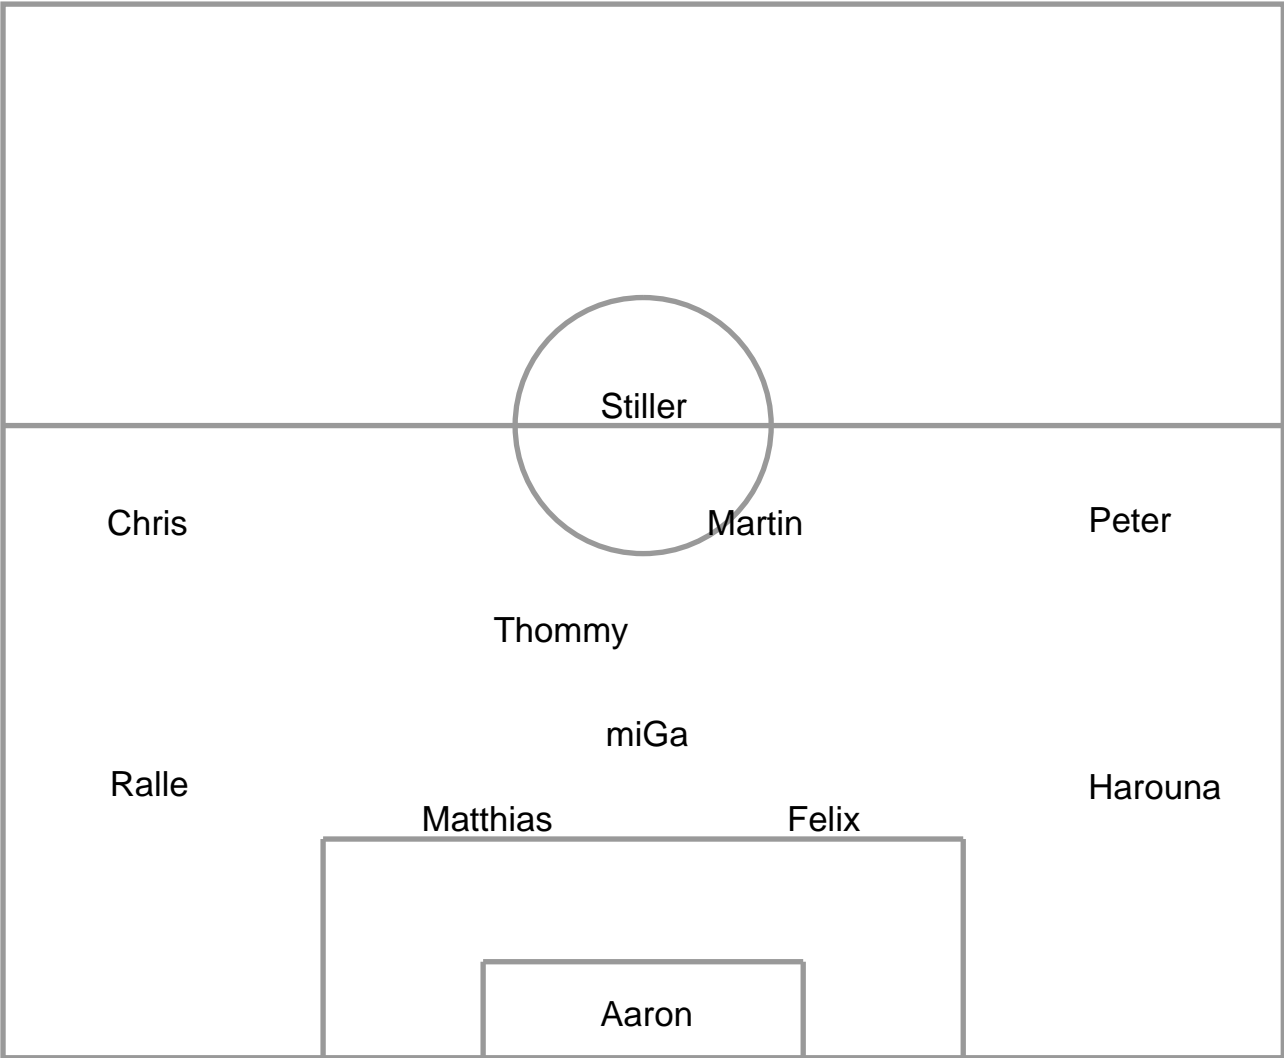 Stiller
Chris
Martin
Peter
Thommy
miGa
Ralle
Harouna
Matthias
Felix
Aaron